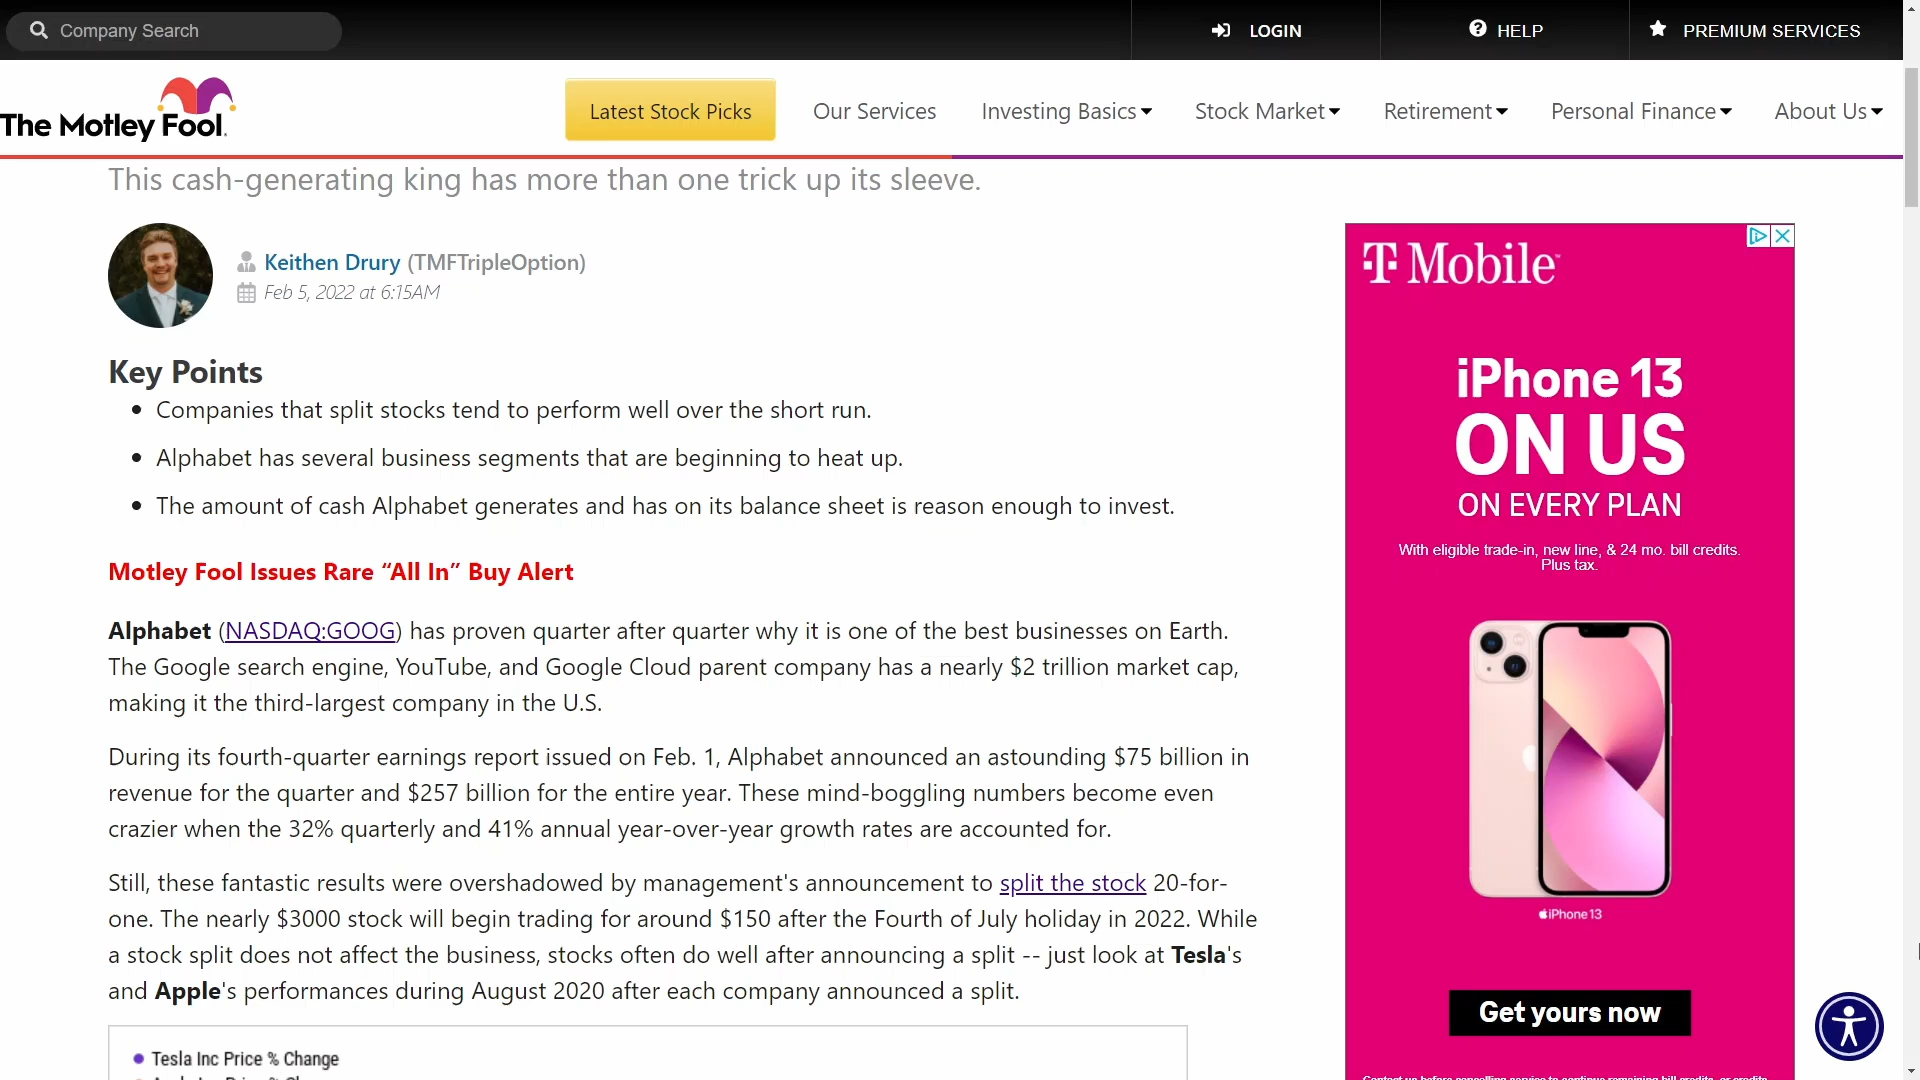 Company Search
LOGIN
HELP
PREMIUM SERVICES
The Motley Fool.
Latest Stock Picks
Our Services
Investing Basics
Stock Market
Retirement
Personal Finance
About Us
This cash-generating king has more than one trick up its sleeve.
Keithen Drury (TMFTripleOption)
Feb 5, 2022 at 6:15AM
Key Points
Companies that split stocks tend to perform well over the short run.
Alphabet has several business segments that are beginning to heat up.
The amount of cash Alphabet generates and has on its balance sheet is reason enough to invest.
Motley Fool Issues Rare “All In” Buy Alert
Alphabet (NASDAQ:GOOG) has proven quarter after quarter why it is one of the best businesses on Earth.
The Google search engine, YouTube, and Google Cloud parent company has a nearly $2 trillion market cap,
making it the third-largest company in the U.S.
During its fourth-quarter earnings report issued on Feb. 1, Alphabet announced an astounding $75 billion in
revenue for the quarter and $257 billion for the entire year. These mind-boggling numbers become even
crazier when the 32% quarterly and 41% annual year-over-year growth rates are accounted for.
Still, these fantastic results were overshadowed by management's announcement to split the stock 20-for-
one. The nearly $3000 stock will begin trading for around $150 after the Fourth of July holiday in 2022. While
a stock split does not affect the business, stocks often do well after announcing a split -- just look at Tesla's
and Apple's performances during August 2020 after each company announced a split.
Tesla Inc Price % Change
T Mobile
iPhone 13
ON US
ON EVERY PLAN
With eligible trade-in, new line, & 24 mo. bill credits.
Plus tax.
iPhone 13
Get yours now